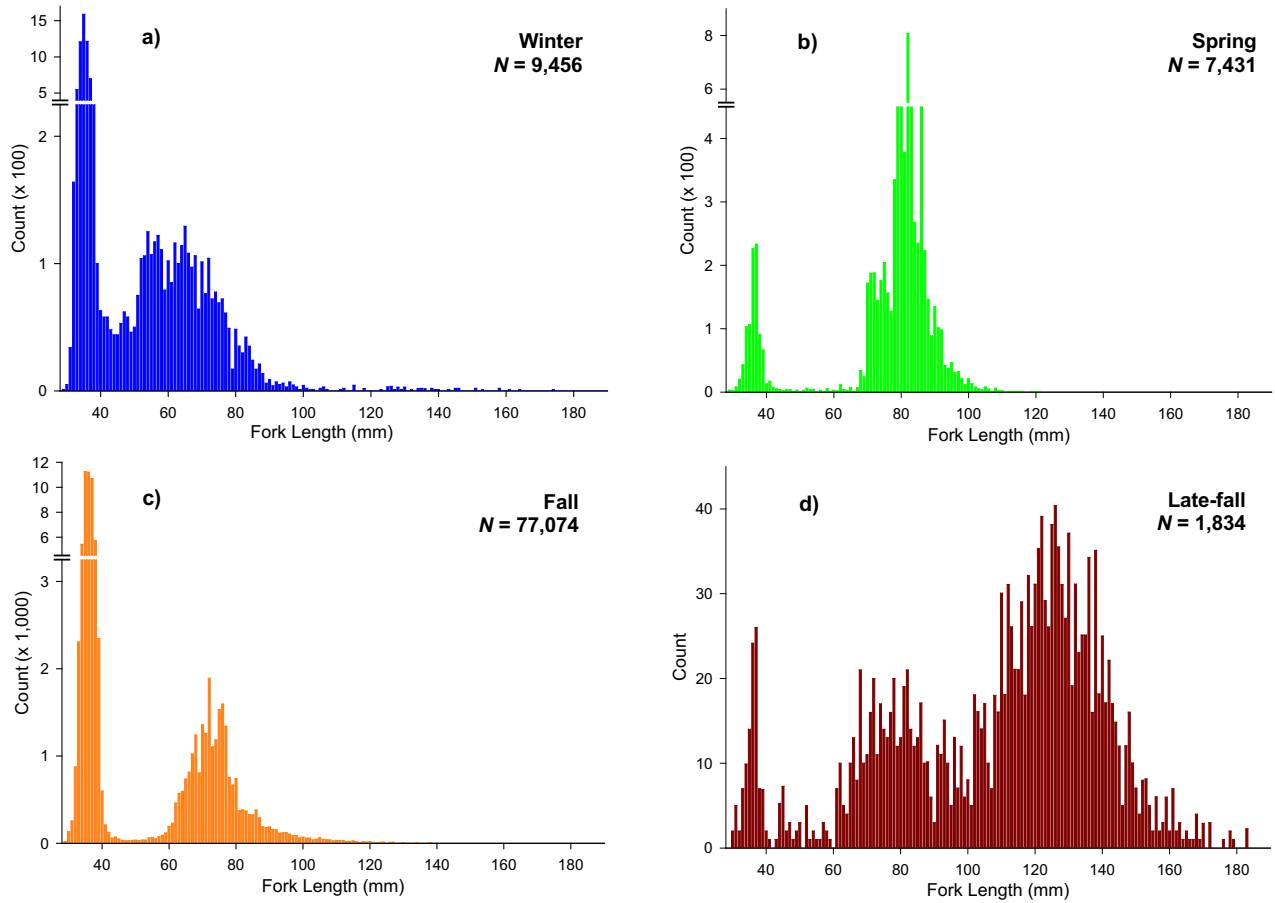 a)
Winter
N = 9,456
15
10
5
2
1
0
Count (x 100)
40 60 80 100 120 140 160 180
Fork Length (mm)
b)
Spring
N = 7,431
8
6
4
3
2
1
0
Count (x 100)
40 60 80 100 120 140 160 180
Fork Length (mm)
c)
Fall
N = 77,074
12
10
8
6
3
2
1
0
Count (x 1,000)
40 60 80 100 120 140 160 180
Fork Length (mm)
d)
Late-fall
N = 1,834
40
30
20
10
0
Count
40 60 80 100 120 140 160 180
Fork Length (mm)